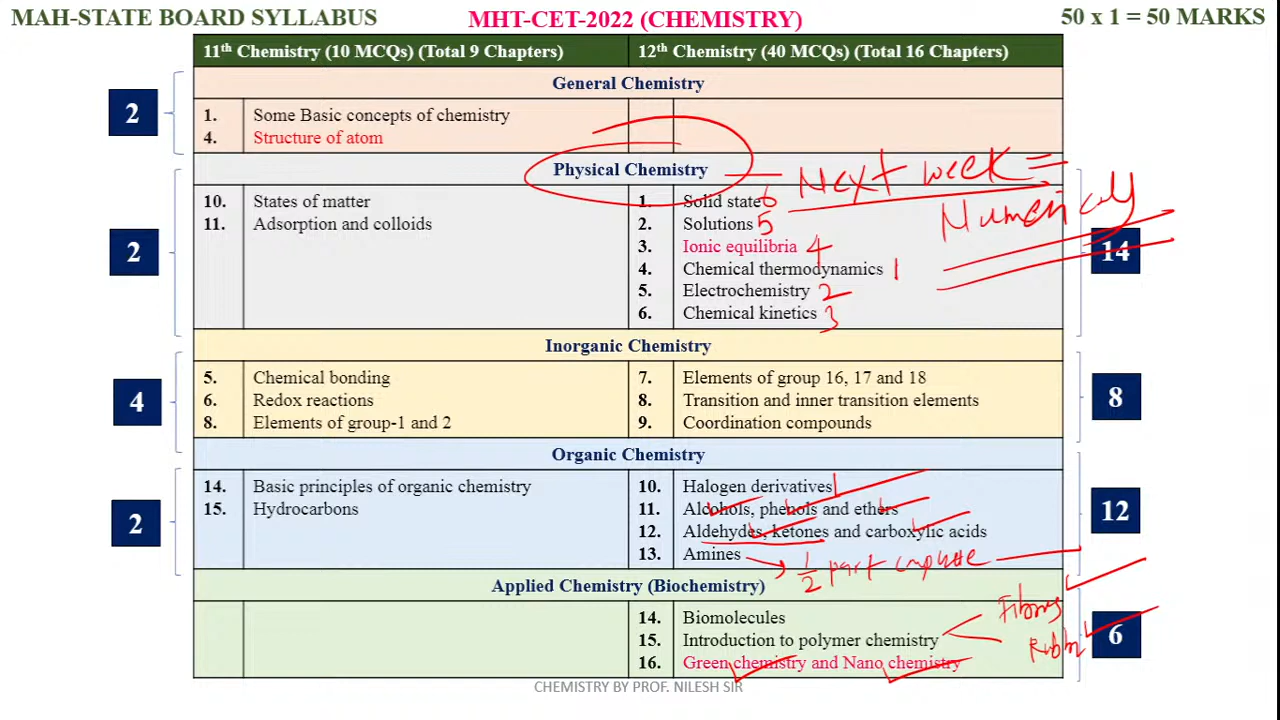 MAH-STATE BOARD SYLLABUS MHT-CET-2022 (CHEMISTRY) 50 x 1 = 50 MARKS
11th Chemistry (10 MCQs) (Total 9 Chapters) 12th Chemistry (40 MCQs) (Total 16 Chapters)
General Chemistry
2
1. Some Basic concepts of chemistry
4. Structure of atom
Physical Chemistry Next week =
Numericals
2 14
10. States of matter 1. Solid state 6
11. Adsorption and colloids 2. Solutions 5
3. Ionic equilibria 4
4. Chemical thermodynamics 1
5. Electrochemistry 2
6. Chemical kinetics 3
Inorganic Chemistry
4 8
5. Chemical bonding 7. Elements of group 16, 17 and 18
6. Redox reactions 8. Transition and inner transition elements
8. Elements of group-1 and 2 9. Coordination compounds
Organic Chemistry
2 12
14. Basic principles of organic chemistry 10. Halogen derivatives
15. Hydrocarbons 11. Alcohols, phenols and ethers
12. Aldehydes, ketones and carboxylic acids
13. Amines 1/2 part
Applied Chemistry (Biochemistry)
6
14. Biomolecules
15. Introduction to polymer chemistry
16. Green chemistry and Nano chemistry
CHEMISTRY BY PROF. NILESH SIR